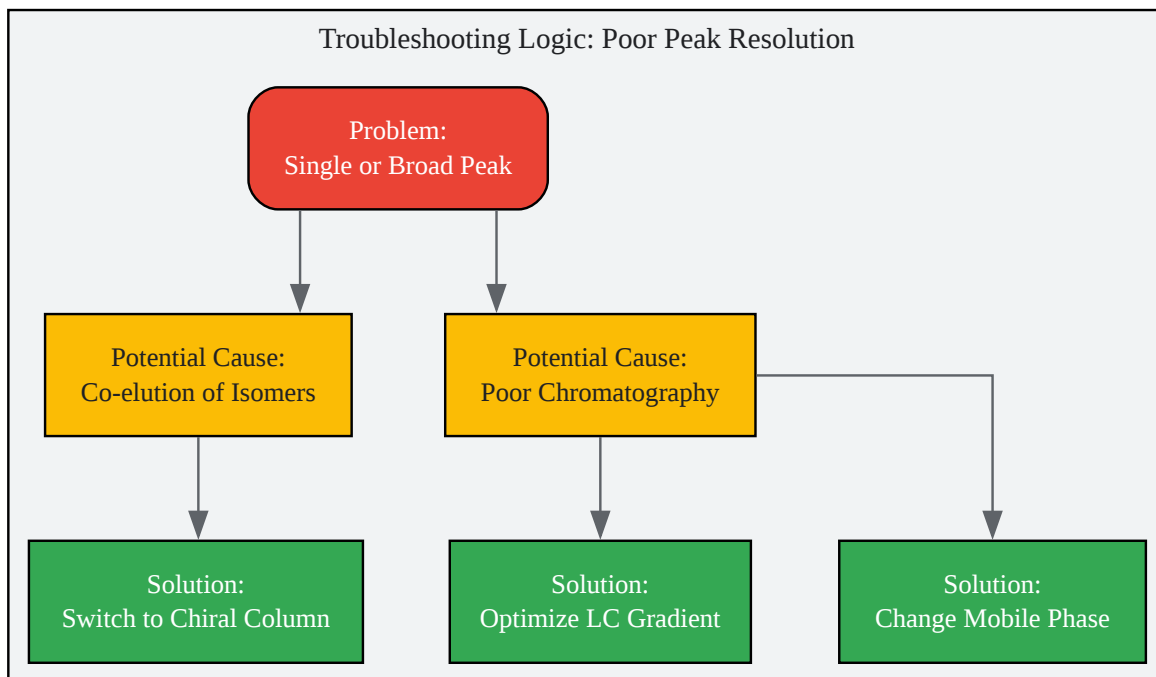 Troubleshooting Logic: Poor Peak Resolution
Problem:
Single or Broad Peak
Potential Cause:
Co-elution of Isomers
Potential Cause:
Poor Chromatography
Solution:
Switch to Chiral Column
Solution:
Optimize LC Gradient
Solution:
Change Mobile Phase